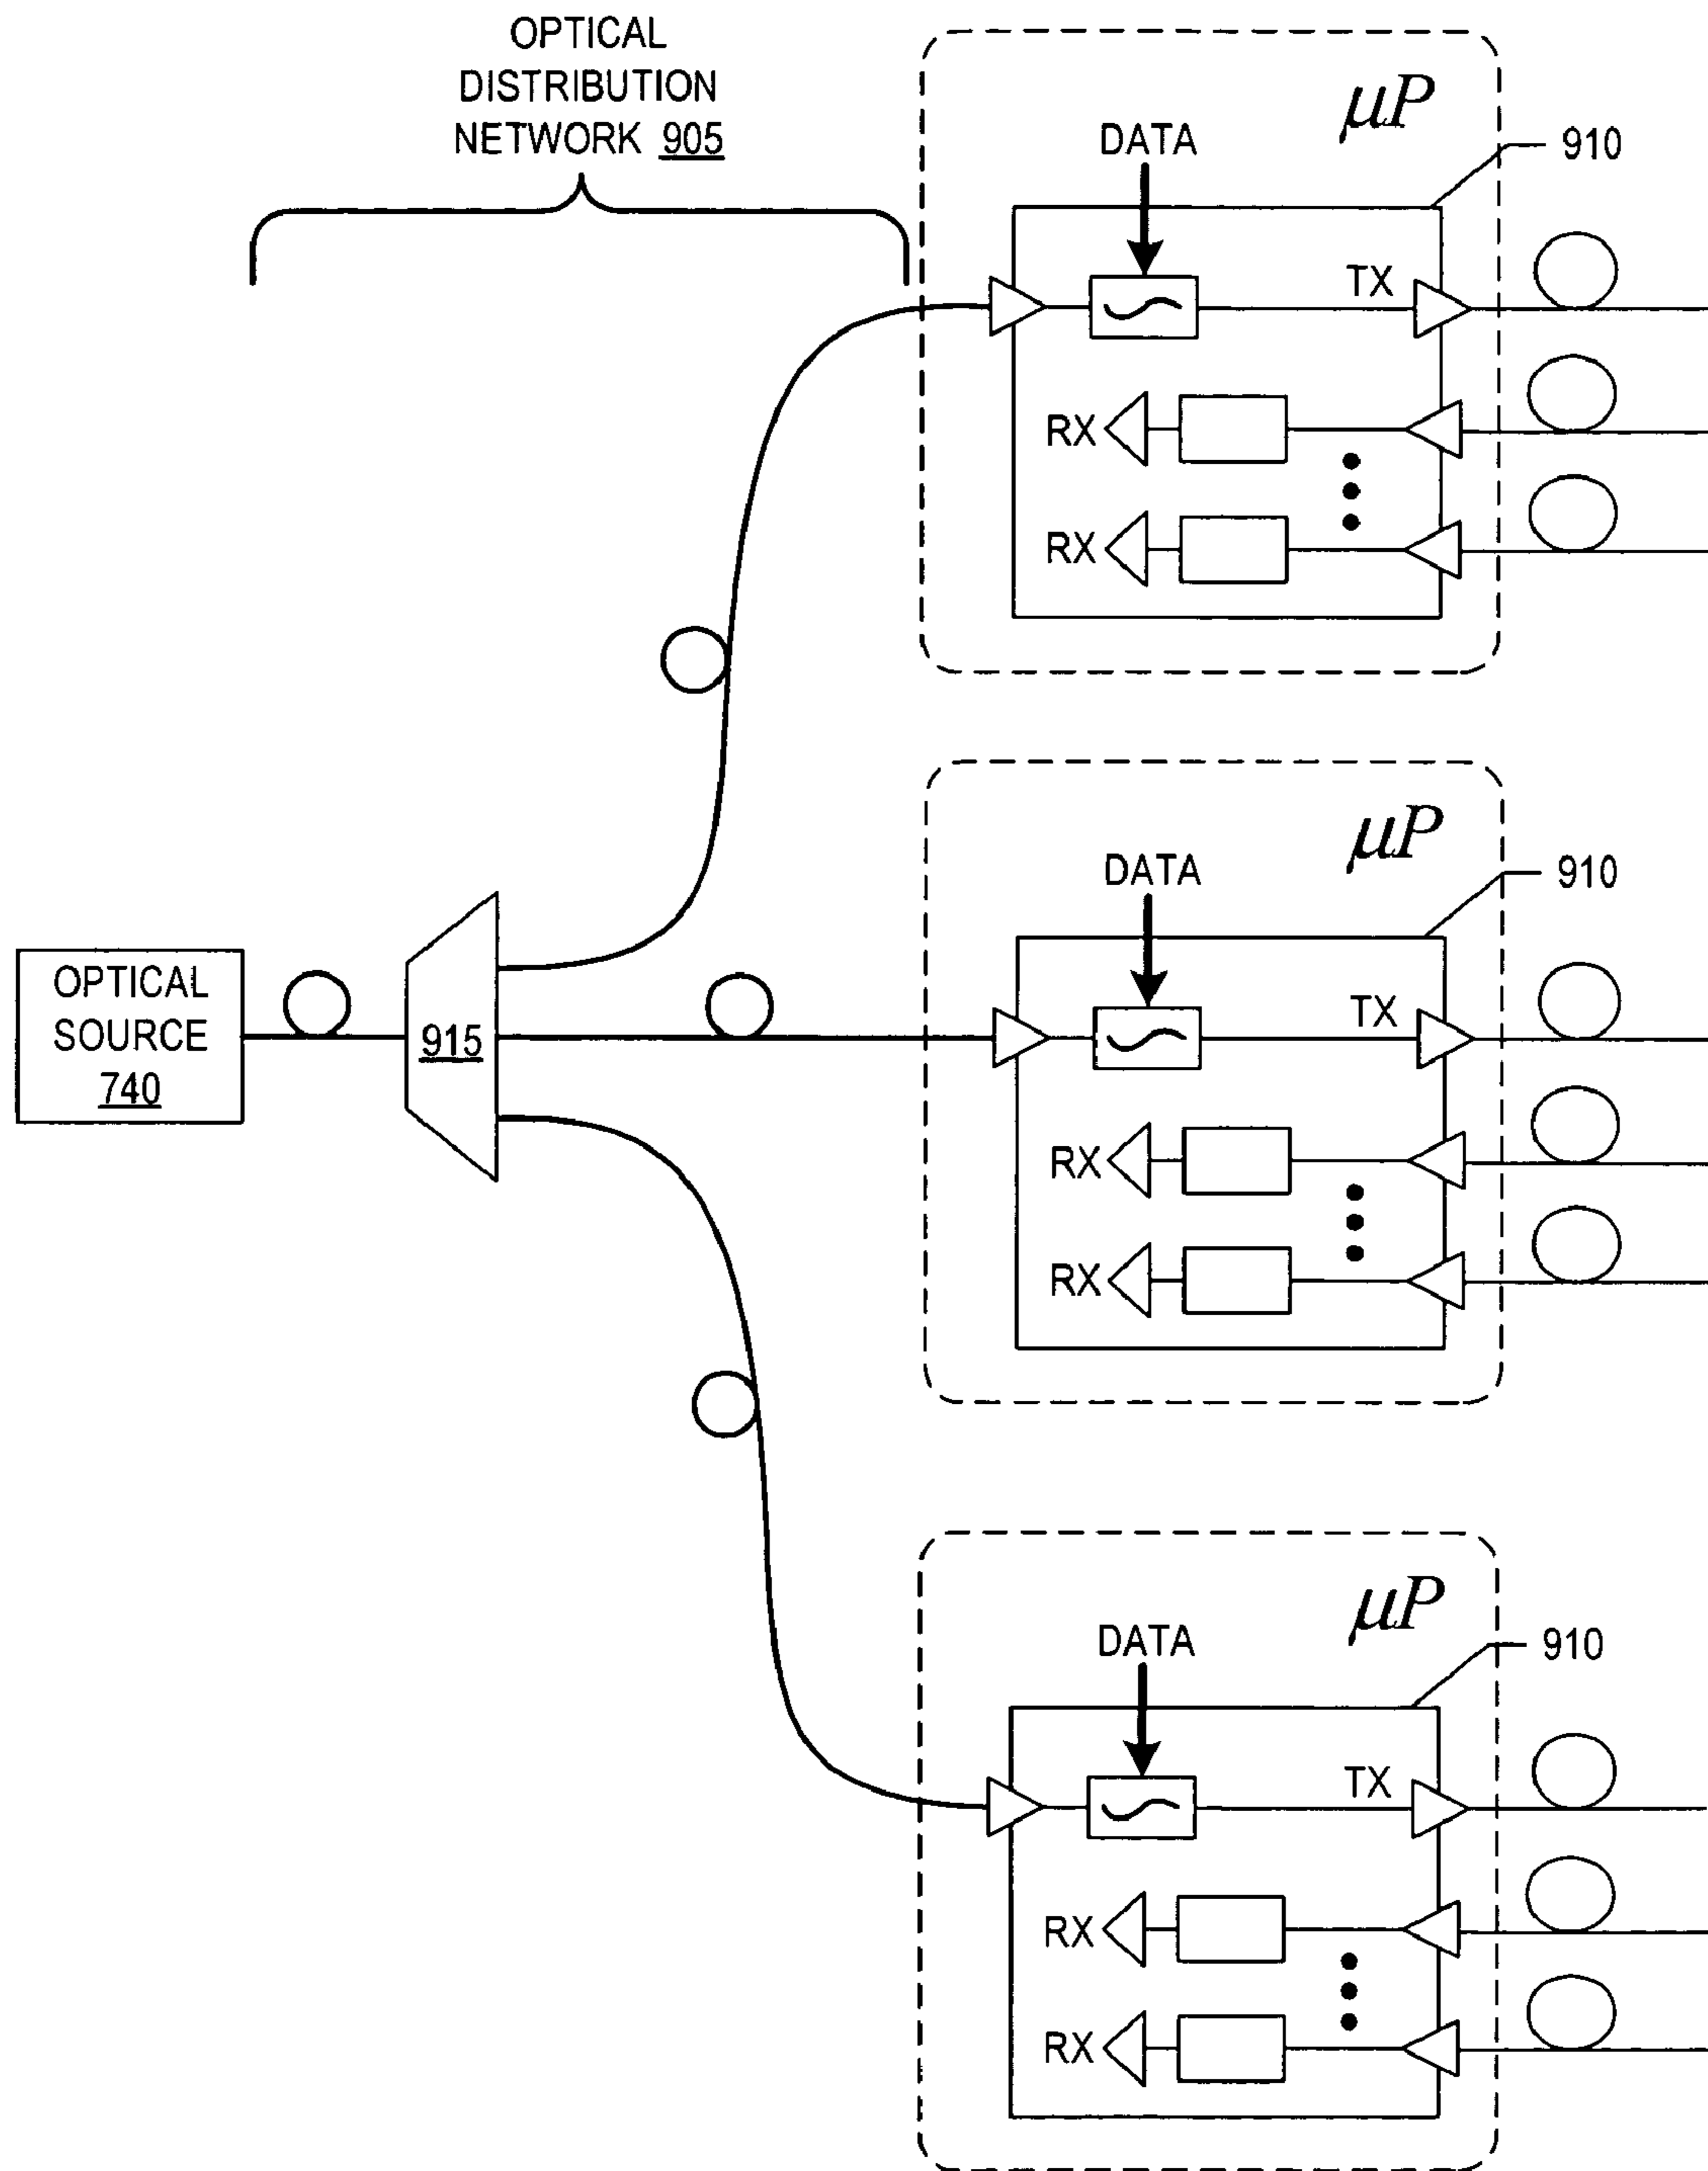 OPTICAL
DISTRIBUTION
NETWORK 905
µP
DATA
910
TX
RX
RX
µP
DATA
910
TX
OPTICAL
SOURCE
740
915
RX
RX
µP
DATA
910
TX
RX
RX